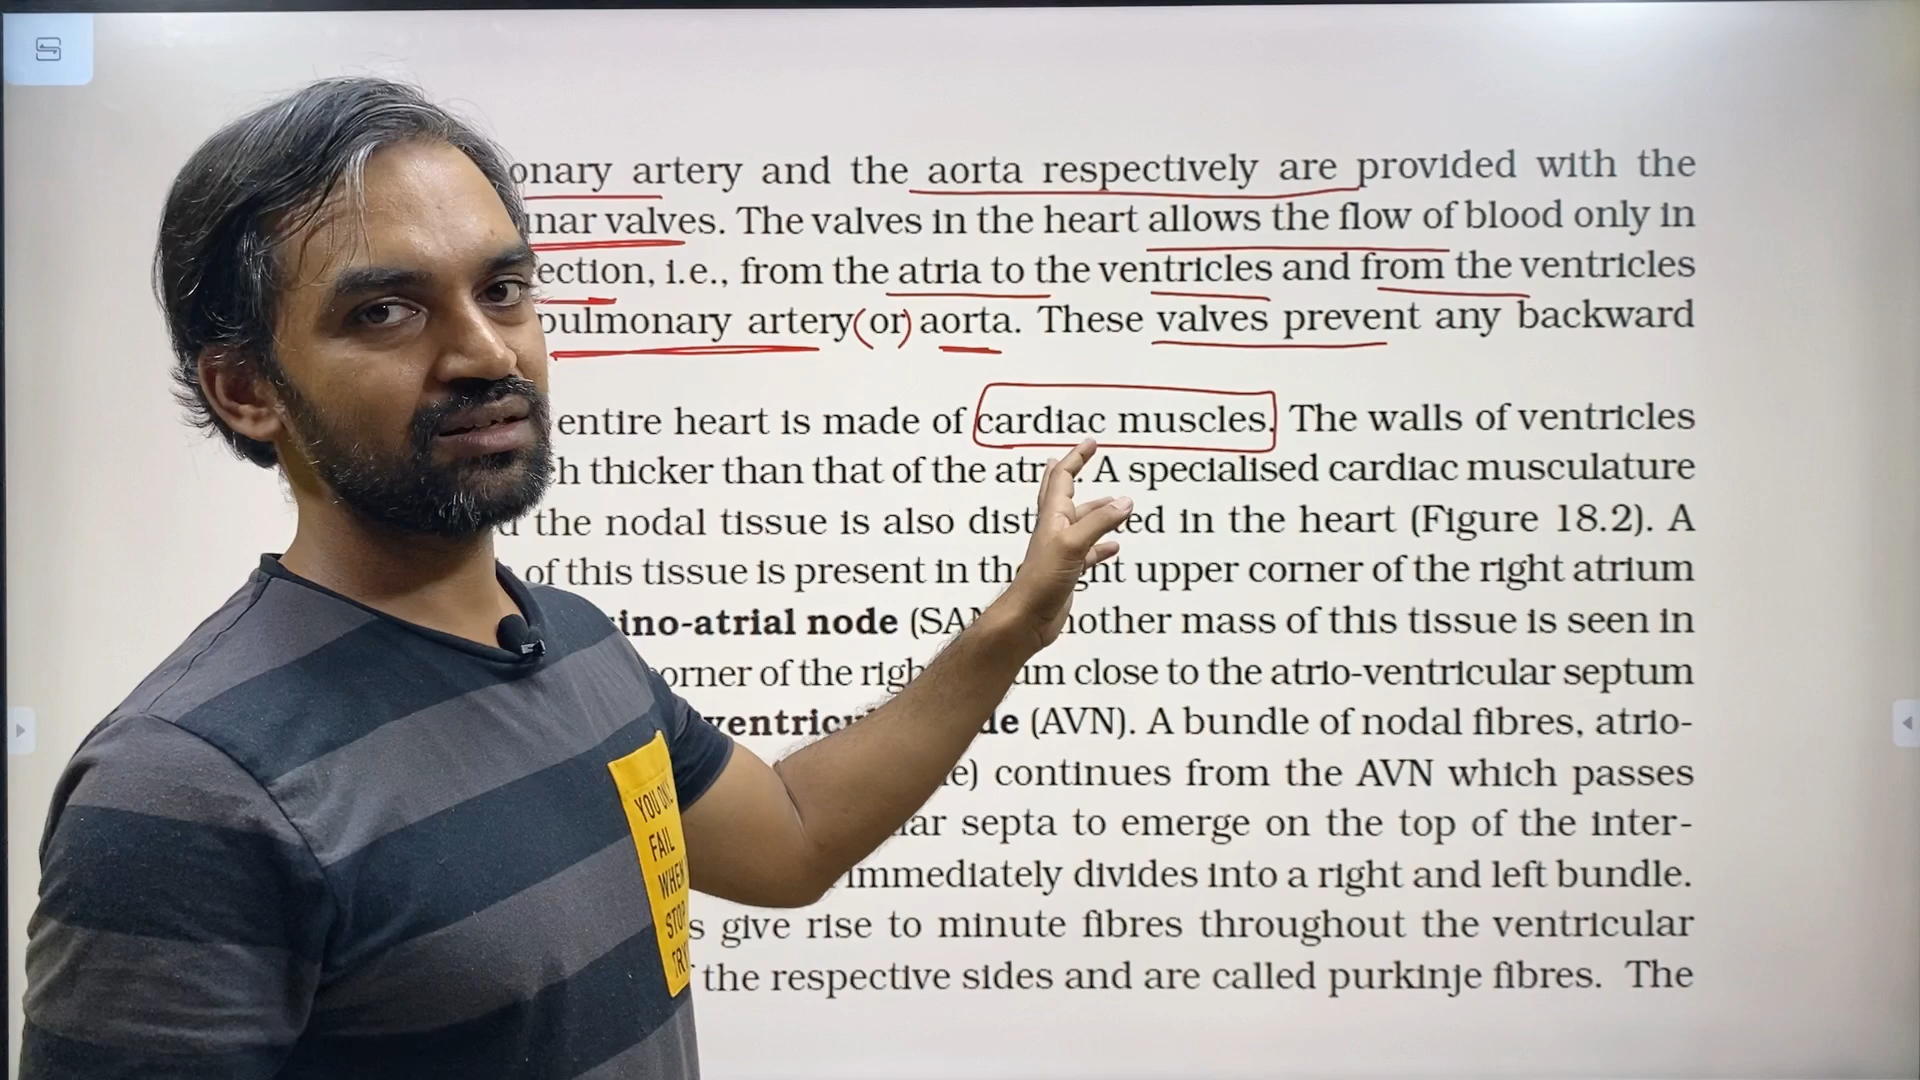 onary artery and the aorta respectively are provided with the
nar valves. The valves in the heart allows the flow of blood only in
ection, i.e., from the atria to the ventricles and from the ventricles
pulmonary artery(or) aorta. These valves prevent any backward
entire heart is made of cardiac muscles. The walls of ventricles
h thicker than that of the atr . A specialised cardiac musculature
the nodal tissue is also dist ed in the heart (Figure 18.2). A
of this tissue is present in th ght upper corner of the right atrium
ino-atrial node (SAN nother mass of this tissue is seen in
orner of the righ um close to the atrio-ventricular septum
ventricu de (AVN). A bundle of nodal fibres, atrio-
e) continues from the AVN which passes
lar septa to emerge on the top of the inter-
immediately divides into a right and left bundle.
s give rise to minute fibres throughout the ventricular
the respective sides and are called purkinje fibres. The
YOU ONL
FAIL
WHEN
STOP
TRY